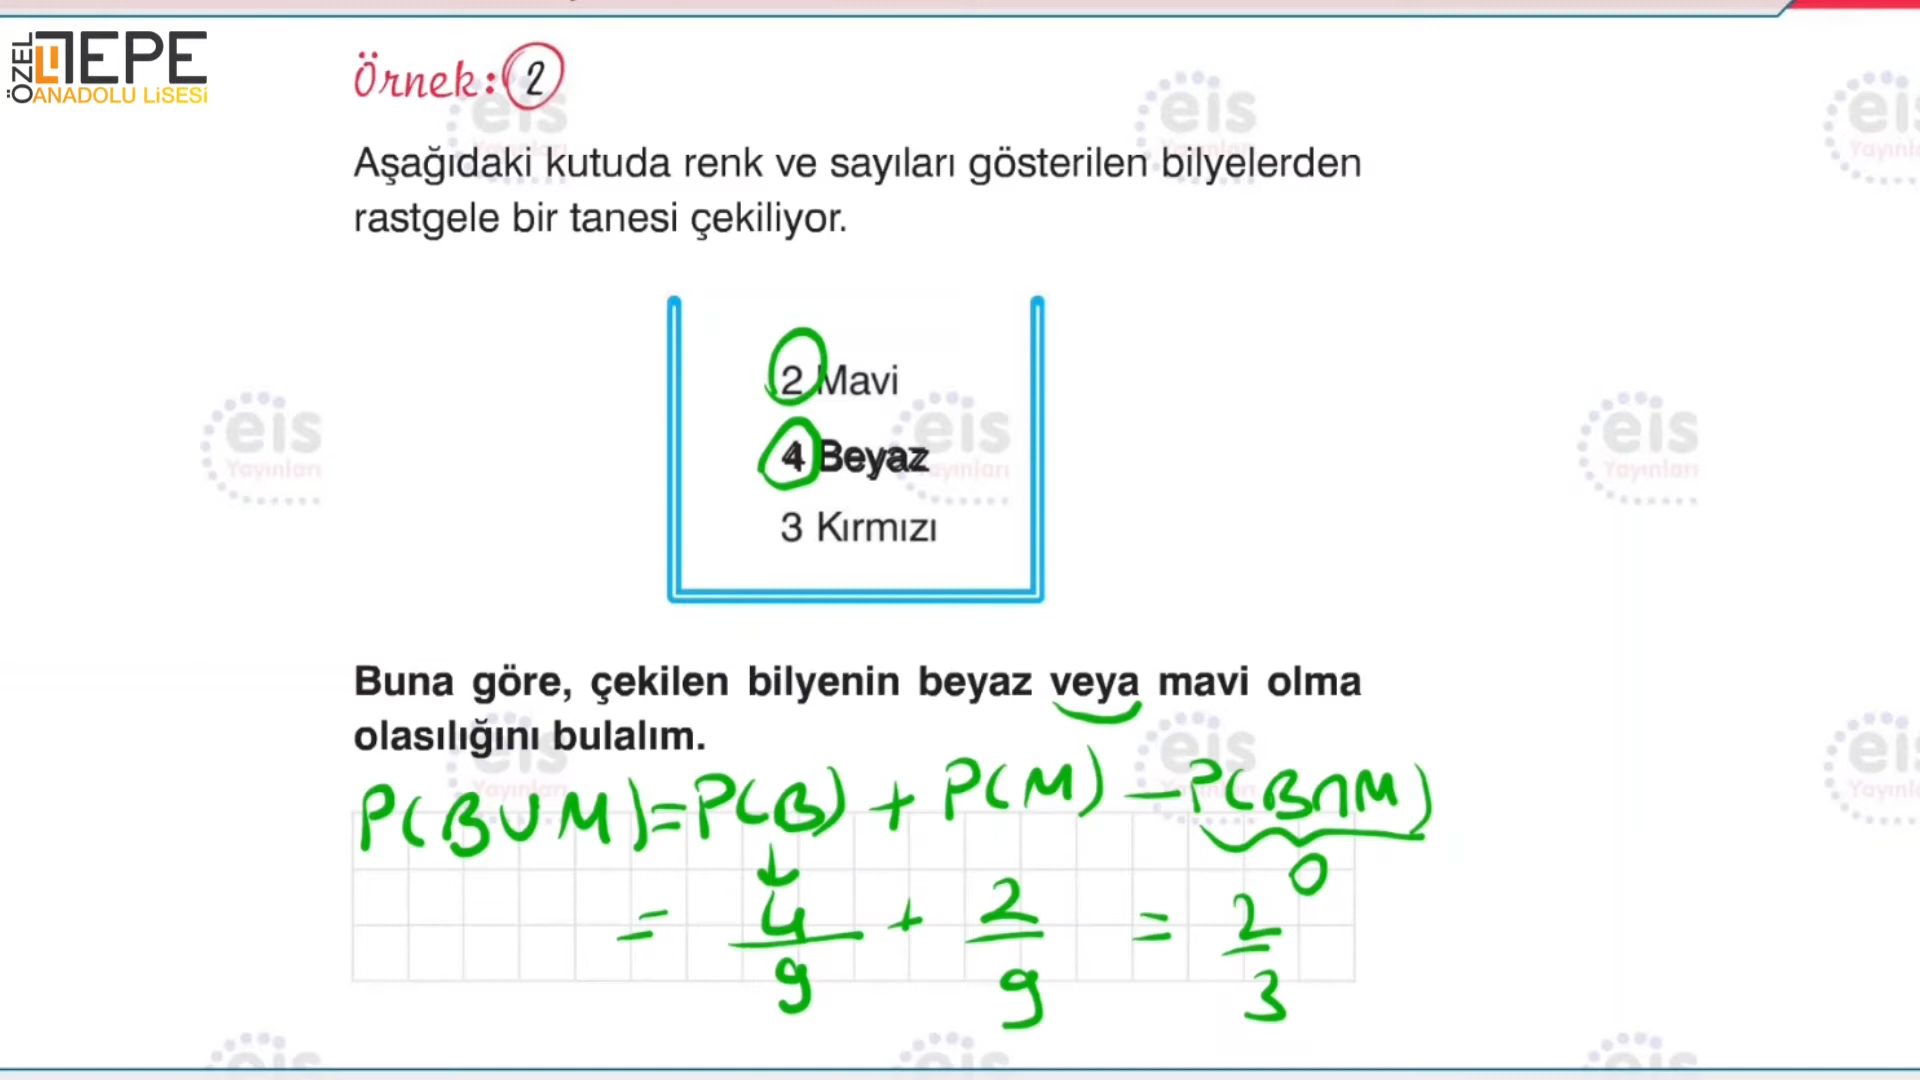 ÖZEL TEPE
ANADOLU LİSESİ
Örnek: 2
Aşağıdaki kutuda renk ve sayıları gösterilen bilyelerden
rastgele bir tanesi çekiliyor.
2 Mavi
4 Beyaz
3 Kırmızı
Buna göre, çekilen bilyenin beyaz veya mavi olma
olasılığını bulalım.
P(B∪M)=P(B) + P(M) - P(B∩M)
0
= 4/9 + 2/9 = 2/3
eis
Yayınları